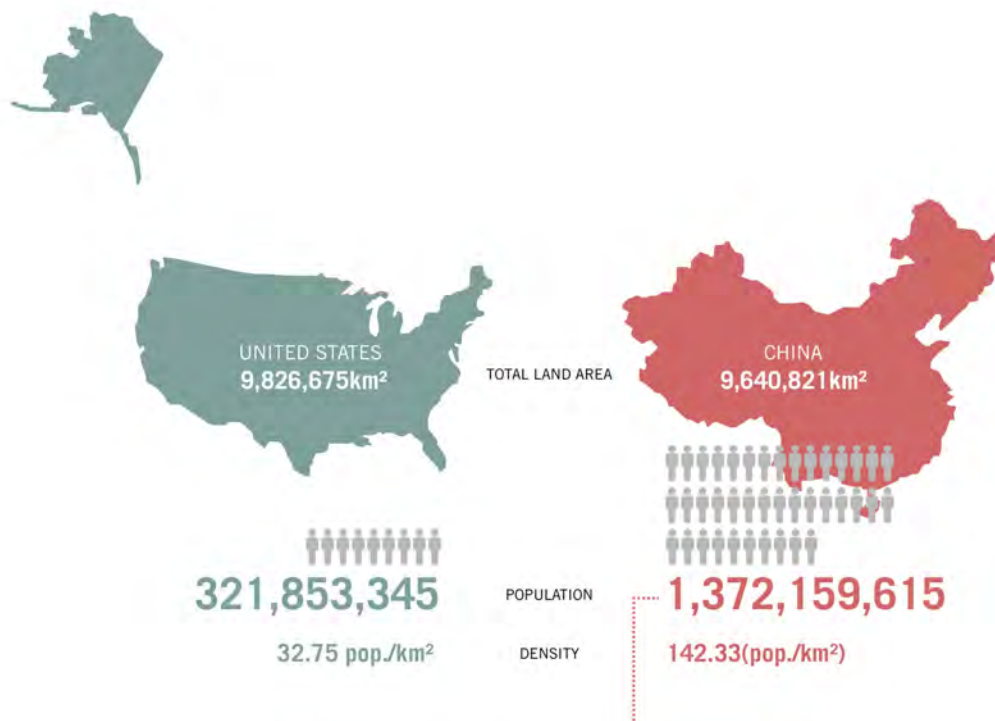 UNITED STATES
9,826,675km²
TOTAL LAND AREA
CHINA
9,640,821km²
321,853,345
POPULATION
1,372,159,615
32.75 pop./km²
DENSITY
142.33(pop./km²)